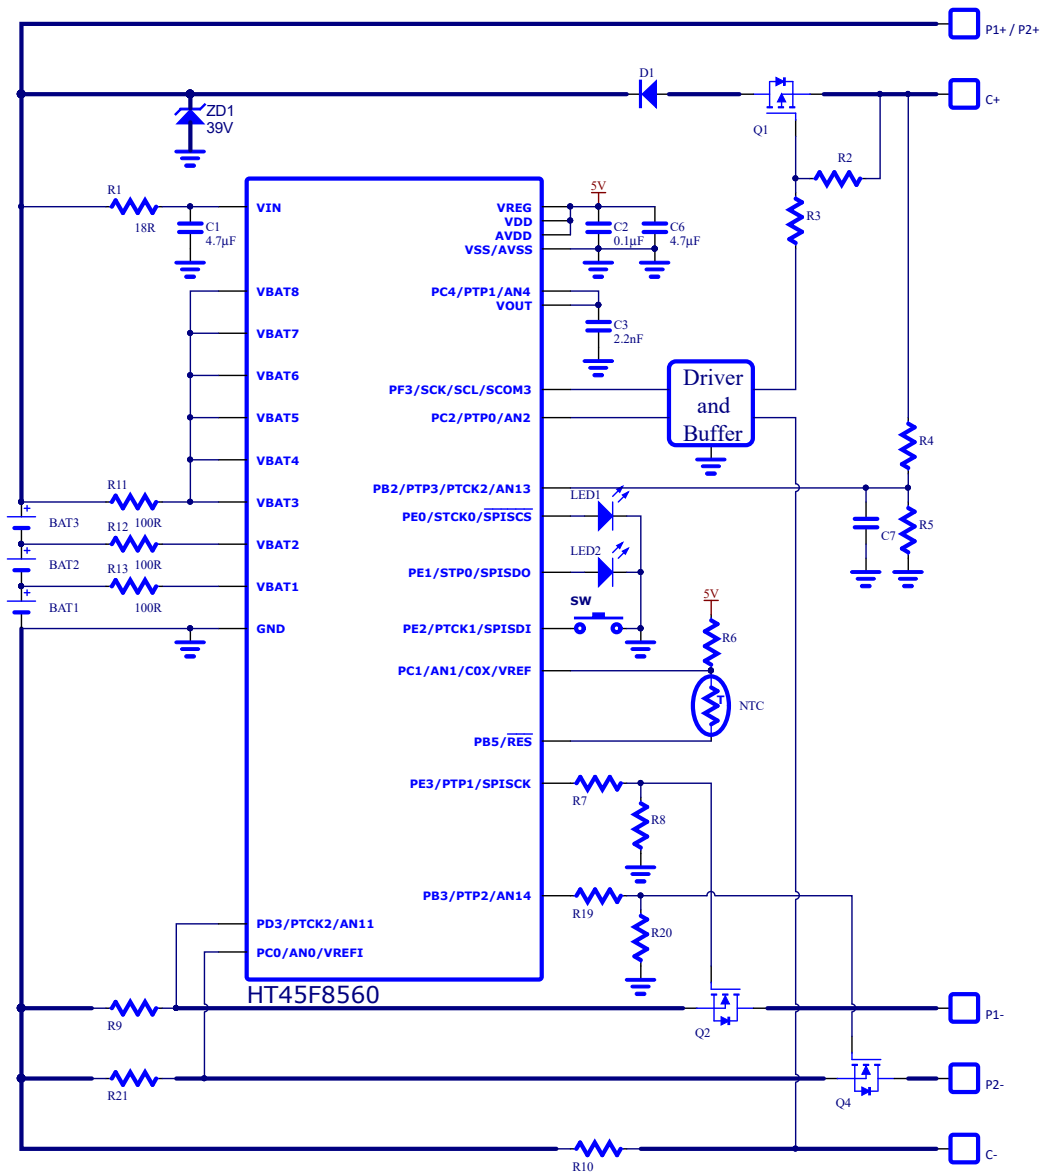 P1+ / P2+
D1
C+
ZD1
39V
Q1
R2
R1
18R
VIN
C1
4.7µF
VREG
VDD
AVDD
VSS/AVSS
5V
C2
0.1µF
C6
4.7µF
R3
VBAT8
PC4/PTP1/AN4
VOUT
C3
2.2nF
VBAT7
VBAT6
PF3/SCK/SCL/SCOM3
Driver
and
Buffer
VBAT5
PC2/PTP0/AN2
VBAT4
R4
R11
100R
VBAT3
PB2/PTP3/PTCK2/AN13
LED1
PE0/STCK0/SPISCS
+
BAT3
R12
100R
VBAT2
C7
R5
+
BAT2
R13
100R
VBAT1
LED2
PE1/STP0/SPISDO
+
BAT1
SW
5V
GND
PE2/PTCK1/SPISDI
R6
PC1/AN1/C0X/VREF
T
NTC
PB5/RES
PE3/PTP1/SPISCK
R7
R8
PB3/PTP2/AN14
R19
R20
PD3/PTCK2/AN11
PC0/AN0/VREFI
HT45F8560
R9
Q2
P1-
R21
Q4
P2-
R10
C-